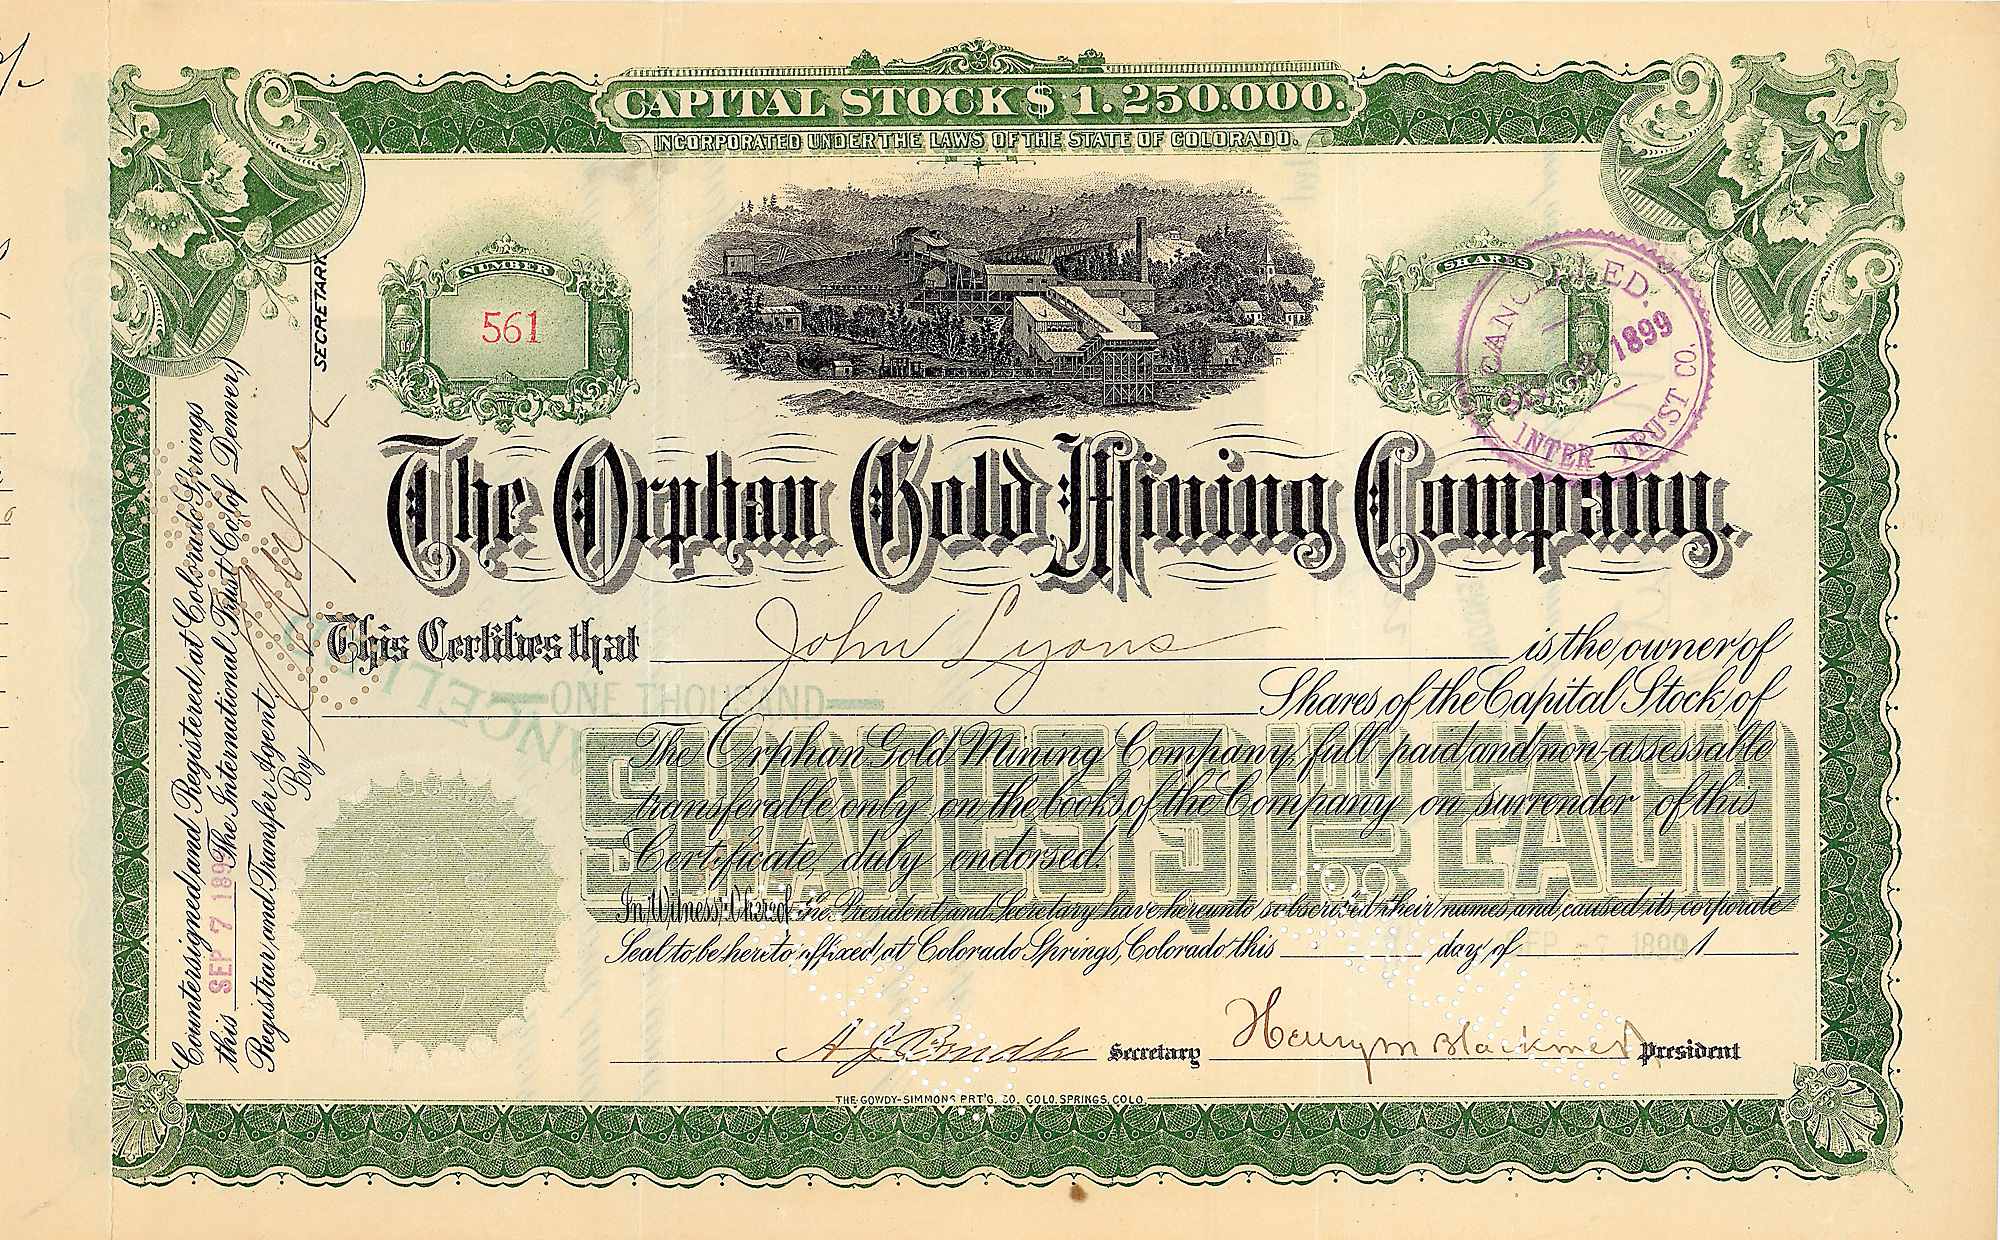 CAPITAL STOCK $1.250.000.
INCORPORATED UNDER THE LAWS OF THE STATE OF COLORADO.
NUMBER
561
SHARES
CANCELLED.
1899
INTER TRUST CO.
The Orphan Gold Mining Company.
This Certifies that John Lyons is the owner of
—ONE THOUSAND— Shares of the Capital Stock of
The Orphan Gold Mining Company, full paid and non-assessable
transferable only on the books of the Company on surrender of this
Certificate, duly endorsed.
SHARES $1.00 EACH
In Witness Whereof the President and Secretary have hereunto subscribed their names, and caused its corporate
Seal to be hereto affixed, at Colorado Springs, Colorado this day of SEP -7 1899 1
Secretary Henry M Blackmer President
THE GOWDY-SIMMONS PRT'G. CO. COLO. SPRINGS, COLO.
Countersigned and Registered at Colorado Springs
this SEP 7 1899 The International Trust Co. (of Denver)
Registrar and Transfer Agent,
By
SECRETARY